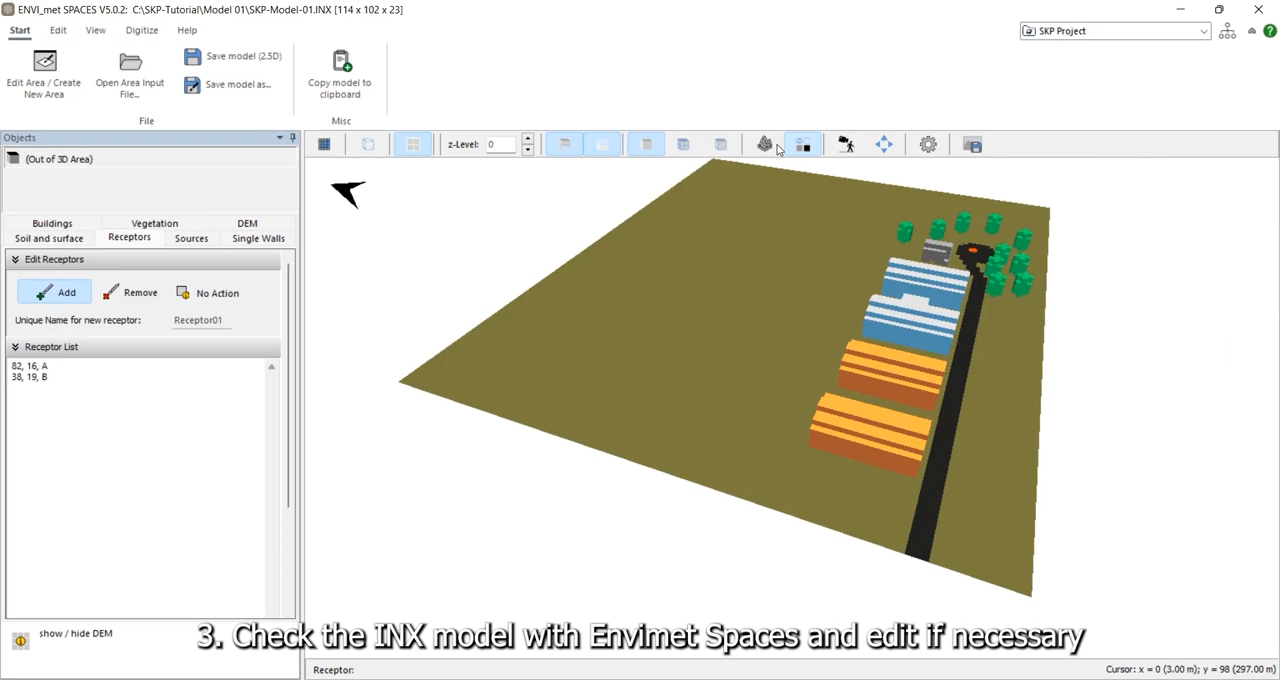 ENVI_met SPACES V5.0.2: C:\SKP-Tutorial\Model 01\SKP-Model-01.INX [114 x 102 x 23]
Start Edit View Digitize Help
SKP Project
Edit Area / Create New Area
Open Area Input File...
Save model (2.5D)
Save model as...
Copy model to clipboard
File
Misc
Objects
(Out of 3D Area)
z-Level: 0
Buildings Vegetation DEM
Soil and surface Receptors Sources Single Walls
Edit Receptors
Add Remove No Action
Unique Name for new receptor: Receptor01
Receptor List
82, 16, A
38, 19, B
show / hide DEM
3. Check the INX model with Envimet Spaces and edit if necessary
Receptor:
Cursor: x = 0 (3.00 m); y = 98 (297.00 m)